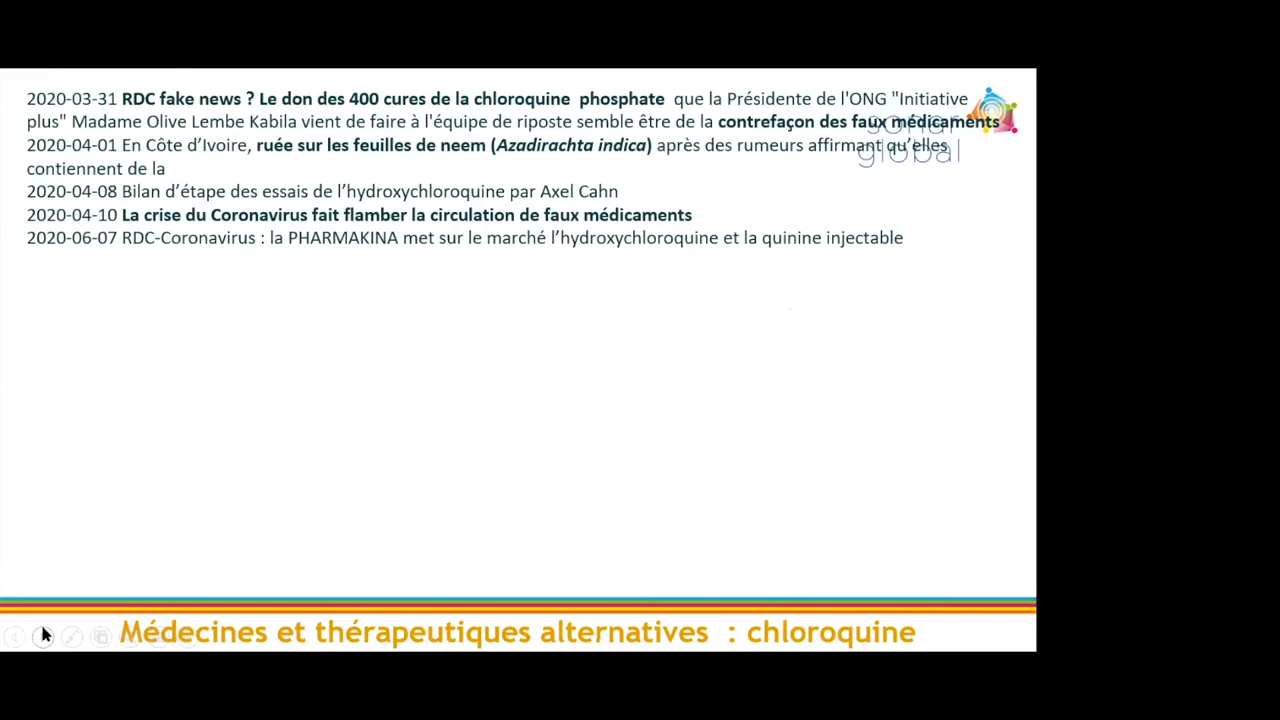 2020-03-31 RDC fake news ? Le don des 400 cures de la chloroquine phosphate que la Présidente de l'ONG "Initiative
plus" Madame Olive Lembe Kabila vient de faire à l'équipe de riposte semble être de la contrefaçon des faux médicaments
2020-04-01 En Côte d’Ivoire, ruée sur les feuilles de neem (Azadirachta indica) après des rumeurs affirmant qu’elles
contiennent de la
2020-04-08 Bilan d’étape des essais de l’hydroxychloroquine par Axel Cahn
2020-04-10 La crise du Coronavirus fait flamber la circulation de faux médicaments
2020-06-07 RDC-Coronavirus : la PHARMAKINA met sur le marché l’hydroxychloroquine et la quinine injectable
sonar
global
Médecines et thérapeutiques alternatives : chloroquine